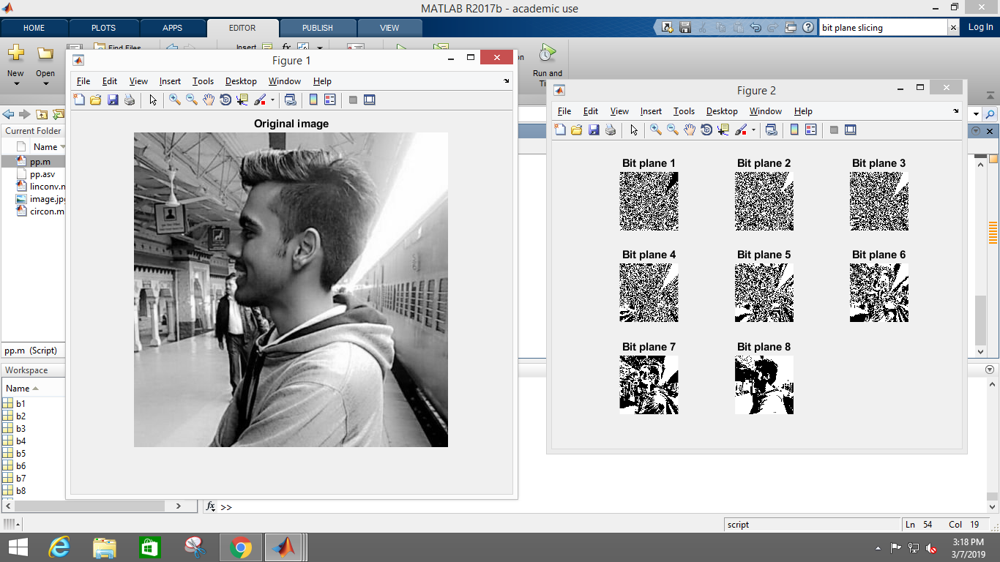 MATLAB R2017b - academic use
HOME PLOTS APPS EDITOR PUBLISH VIEW
bit plane slicing
Log In
New
Open
Find Files
Insert
fx
Run and
Figure 1
File Edit View Insert Tools Desktop Window Help
Original image
Figure 2
File Edit View Insert Tools Desktop Window Help
Bit plane 1 Bit plane 2 Bit plane 3
Bit plane 4 Bit plane 5 Bit plane 6
Bit plane 7 Bit plane 8
Current Folder
Name
pp.m
pp.asv
linconv.m
image.jpg
circon.m
pp.m (Script)
Workspace
Name
b1
b2
b3
b4
b5
b6
b7
b8
fx >>
script
Ln 54 Col 19
3:18 PM
3/7/2019